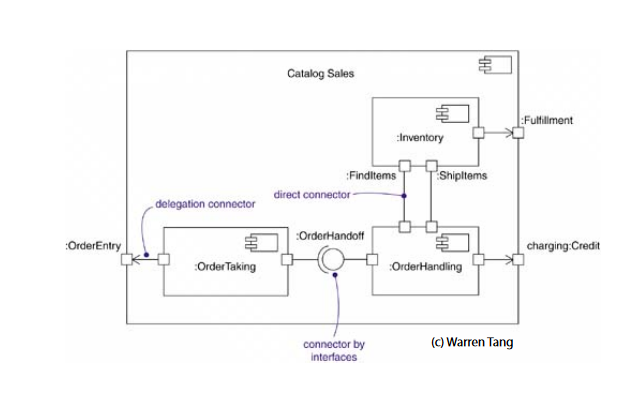 Catalog Sales
:Fulfillment
:Inventory
:FindItems
:ShipItems
direct connector
delegation connector
:OrderEntry
:OrderHandoff
charging:Credit
:OrderTaking
:OrderHandling
connector by
interfaces
(c) Warren Tang